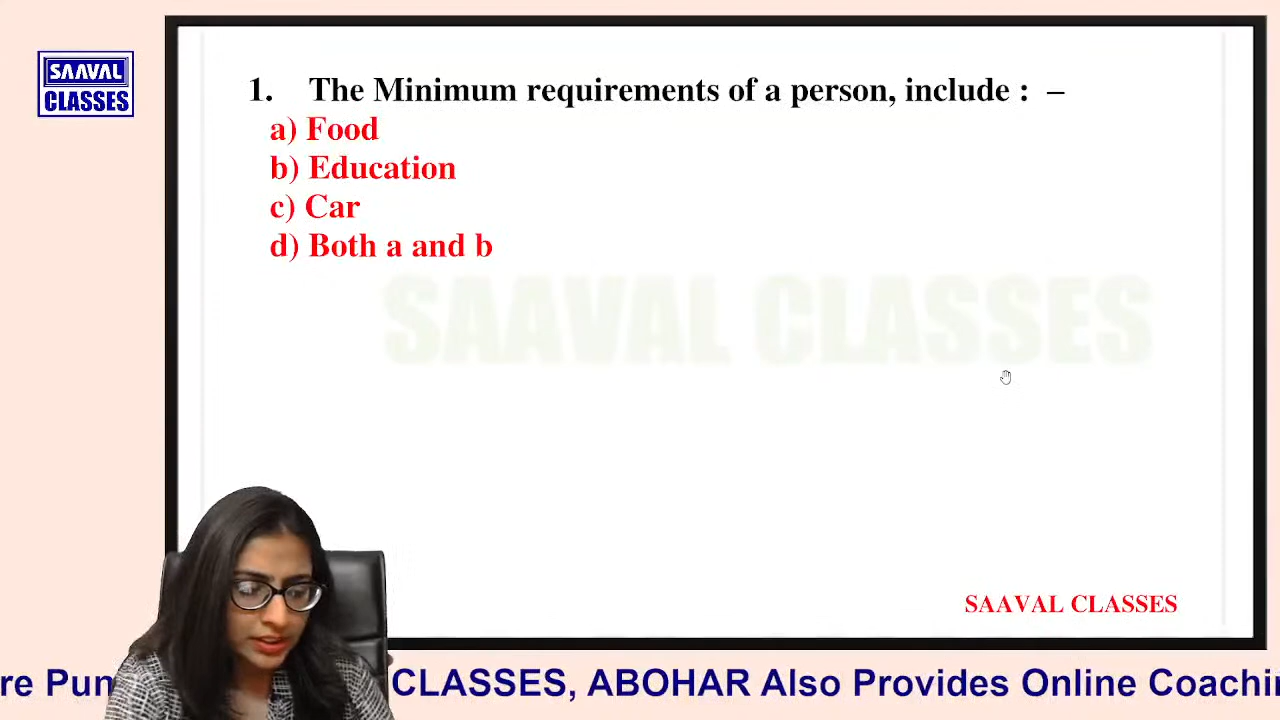 SAAVAL
CLASSES
1. The Minimum requirements of a person, include : –
a) Food
b) Education
c) Car
d) Both a and b
SAAVAL CLASSES
SAAVAL CLASSES
re Pun CLASSES, ABOHAR Also Provides Online Coachin